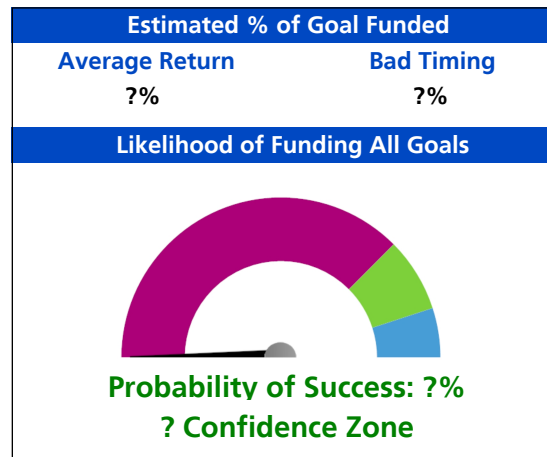 Estimated % of Goal Funded
Average Return Bad Timing
?% ?%
Likelihood of Funding All Goals
Probability of Success: ?%
? Confidence Zone